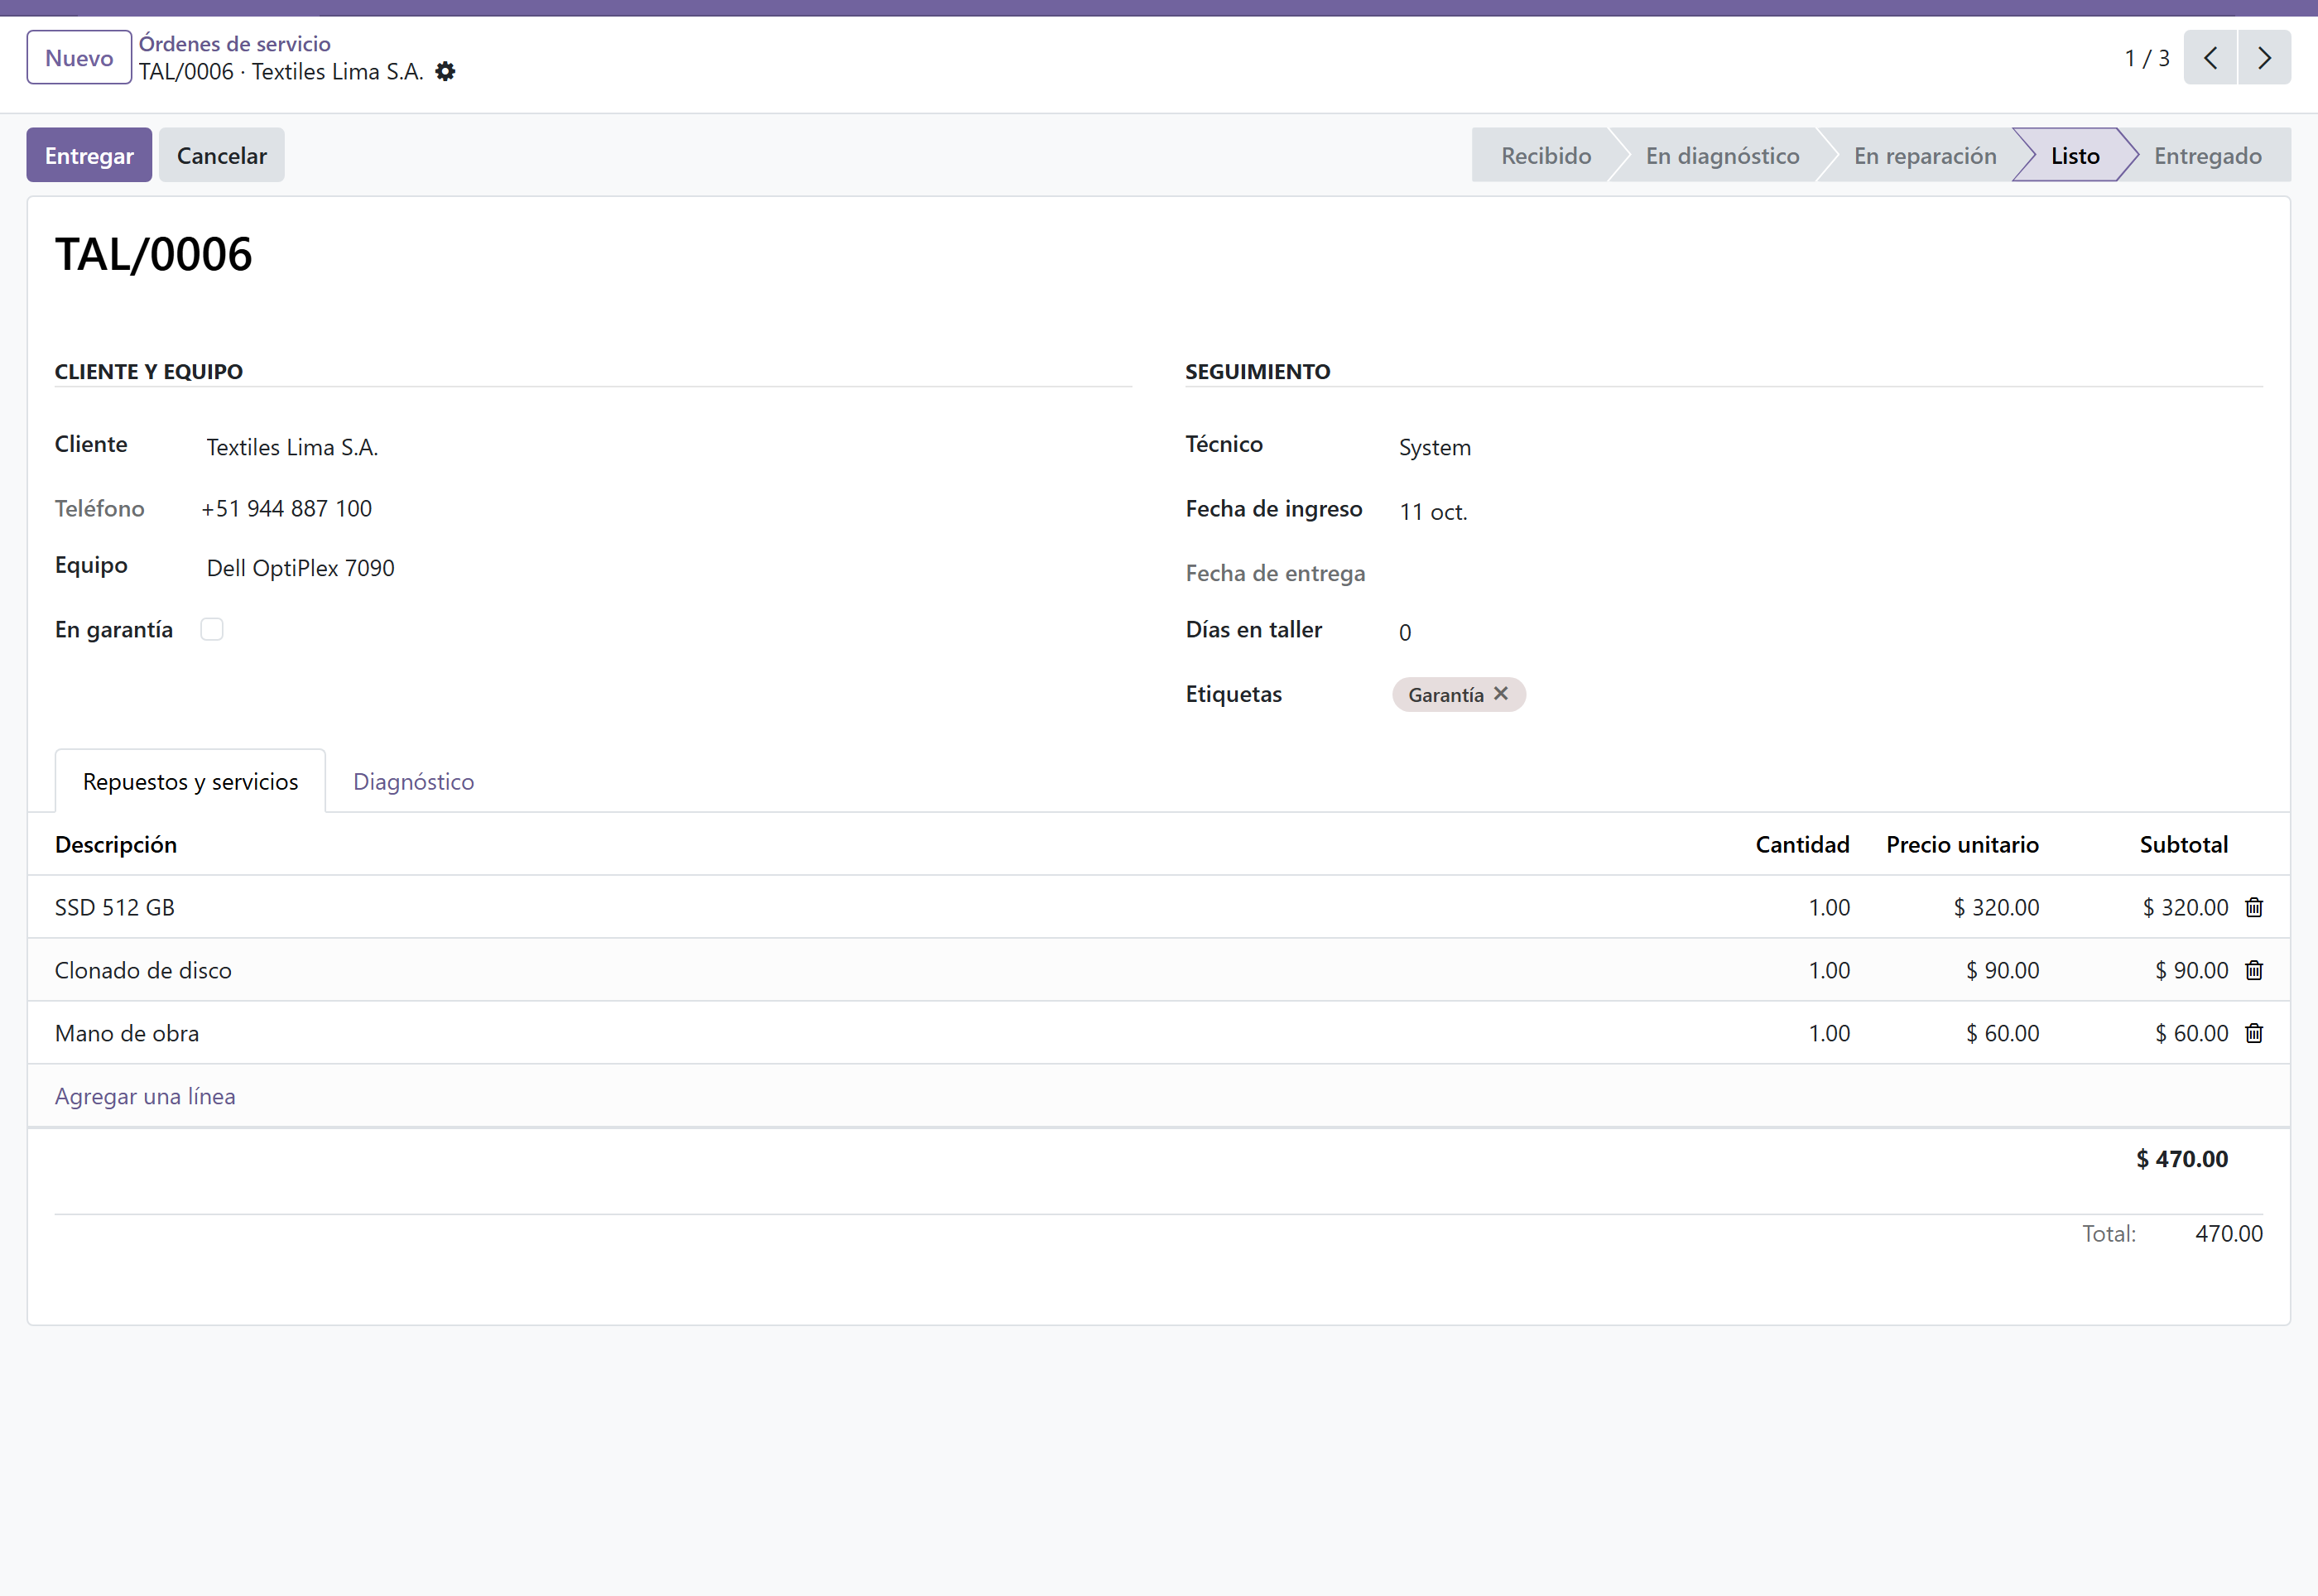 Nuevo
Órdenes de servicio
TAL/0006 · Textiles Lima S.A.
1 / 3
Entregar
Cancelar
Recibido
En diagnóstico
En reparación
Listo
Entregado
TAL/0006
CLIENTE Y EQUIPO
Cliente Textiles Lima S.A.
Teléfono +51 944 887 100
Equipo Dell OptiPlex 7090
En garantía
SEGUIMIENTO
Técnico System
Fecha de ingreso 11 oct.
Fecha de entrega
Días en taller 0
Etiquetas Garantía
Repuestos y servicios
Diagnóstico
Descripción Cantidad Precio unitario Subtotal
SSD 512 GB 1.00 $ 320.00 $ 320.00
Clonado de disco 1.00 $ 90.00 $ 90.00
Mano de obra 1.00 $ 60.00 $ 60.00
Agregar una línea
$ 470.00
Total: 470.00